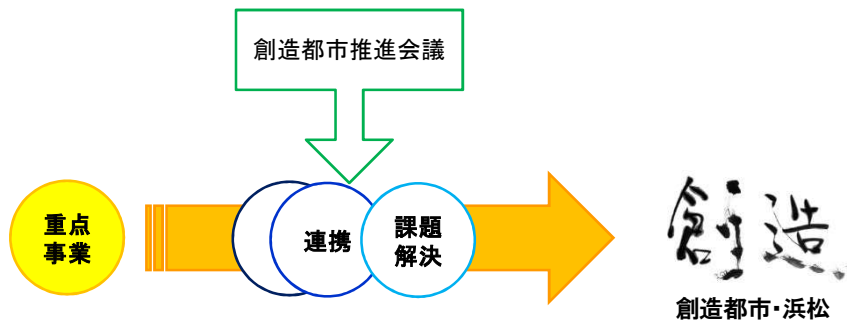 創造都市推進会議
重点
事業
連携
課題
解決
創造
創造都市・浜松